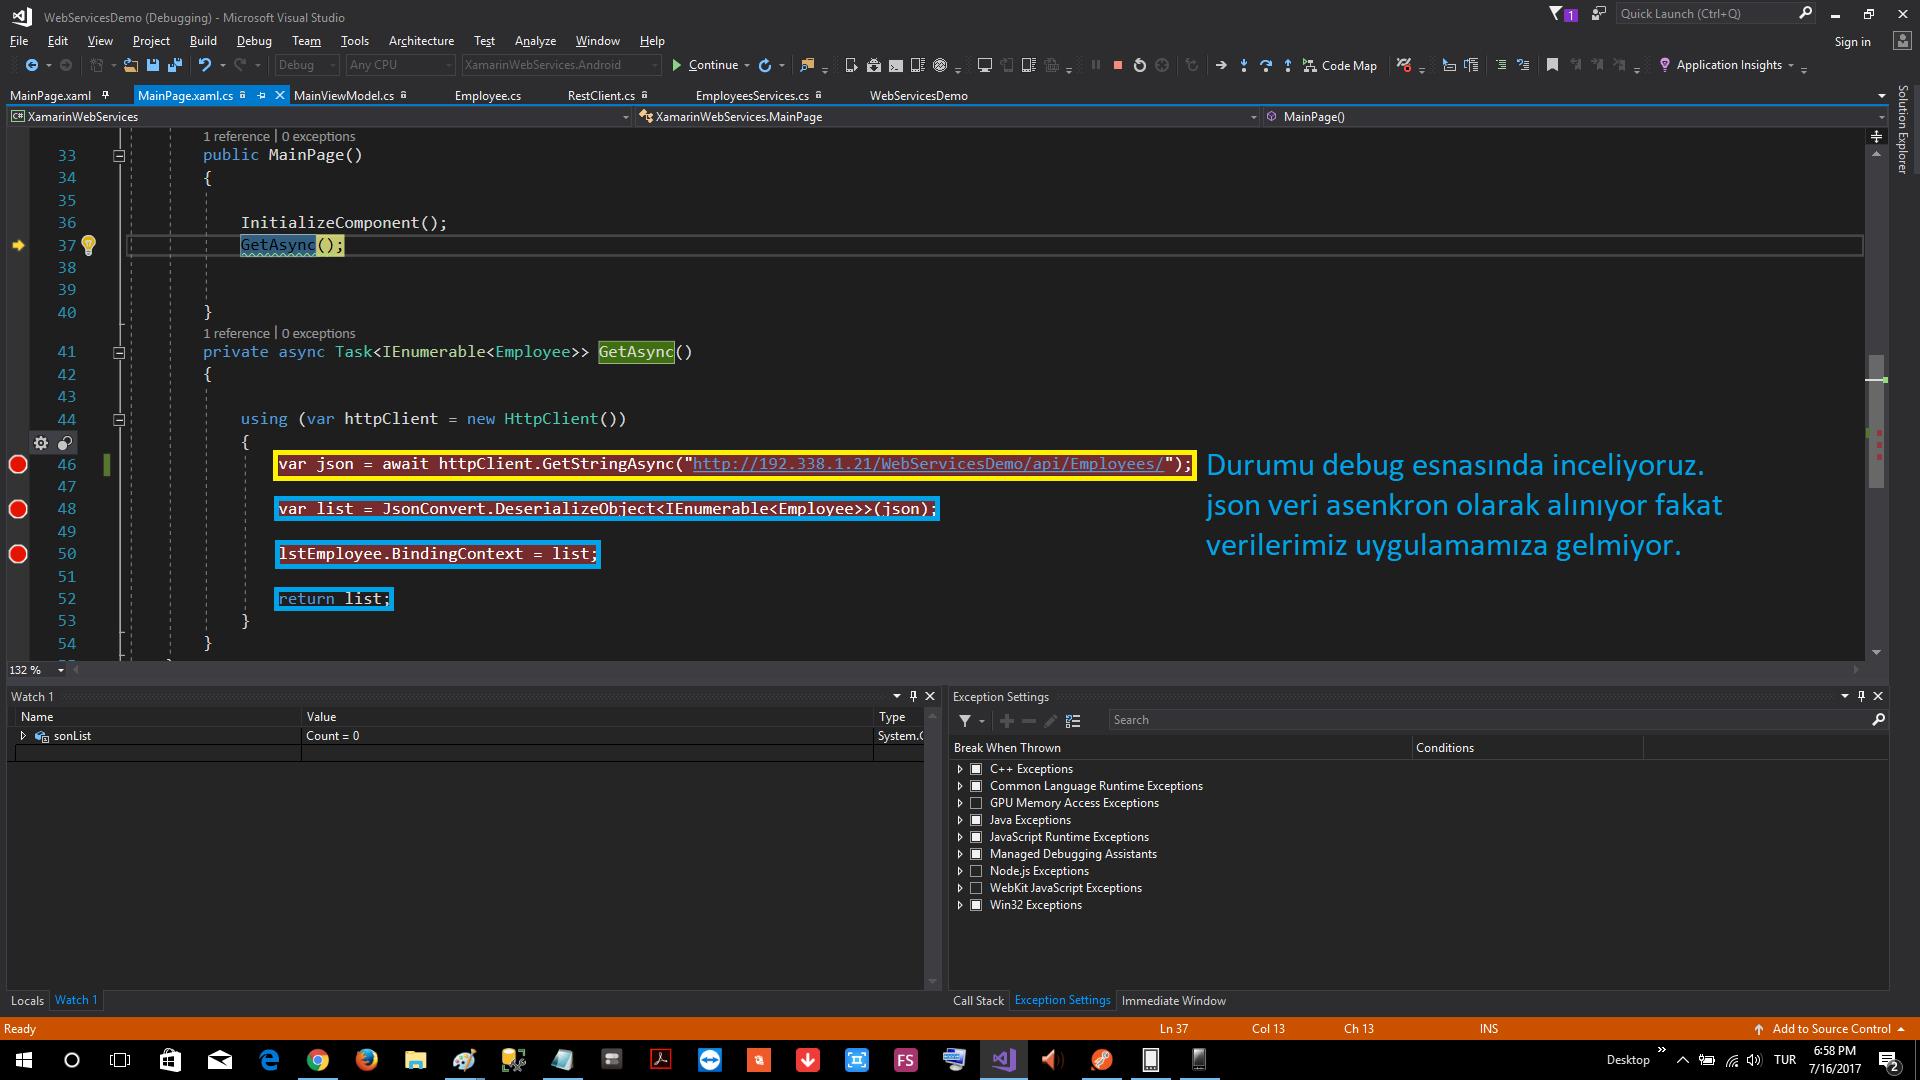 WebServicesDemo (Debugging) - Microsoft Visual Studio
1
Quick Launch (Ctrl+Q)
File Edit View Project Build Debug Team Tools Architecture Test Analyze Window Help
Sign in
Debug Any CPU XamarinWebServices.Android Continue Code Map Application Insights
MainPage.xaml MainPage.xaml.cs MainViewModel.cs Employee.cs RestClient.cs EmployeesServices.cs WebServicesDemo
C# XamarinWebServices XamarinWebServices.MainPage MainPage()
Solution Explorer
1 reference | 0 exceptions
33 public MainPage()
34 {
35
36 InitializeComponent();
37 GetAsync();
38
39
40 }
1 reference | 0 exceptions
41 private async Task<IEnumerable<Employee>> GetAsync()
42 {
43
44 using (var httpClient = new HttpClient())
{
46 var json = await httpClient.GetStringAsync("http://192.338.1.21/WebServicesDemo/api/Employees/");
47
48 var list = JsonConvert.DeserializeObject<IEnumerable<Employee>>(json);
49
50 lstEmployee.BindingContext = list;
51
52 return list;
53 }
54 }
Durumu debug esnasında inceliyoruz.
json veri asenkron olarak alınıyor fakat
verilerimiz uygulamamıza gelmiyor.
132 %
Watch 1
Name Value Type
sonList Count = 0 System.C
Locals Watch 1
Exception Settings
Search
Break When Thrown Conditions
C++ Exceptions
Common Language Runtime Exceptions
GPU Memory Access Exceptions
Java Exceptions
JavaScript Runtime Exceptions
Managed Debugging Assistants
Node.js Exceptions
WebKit JavaScript Exceptions
Win32 Exceptions
Call Stack Exception Settings Immediate Window
Ready Ln 37 Col 13 Ch 13 INS Add to Source Control
FS
Desktop TUR 6:58 PM
7/16/2017
2